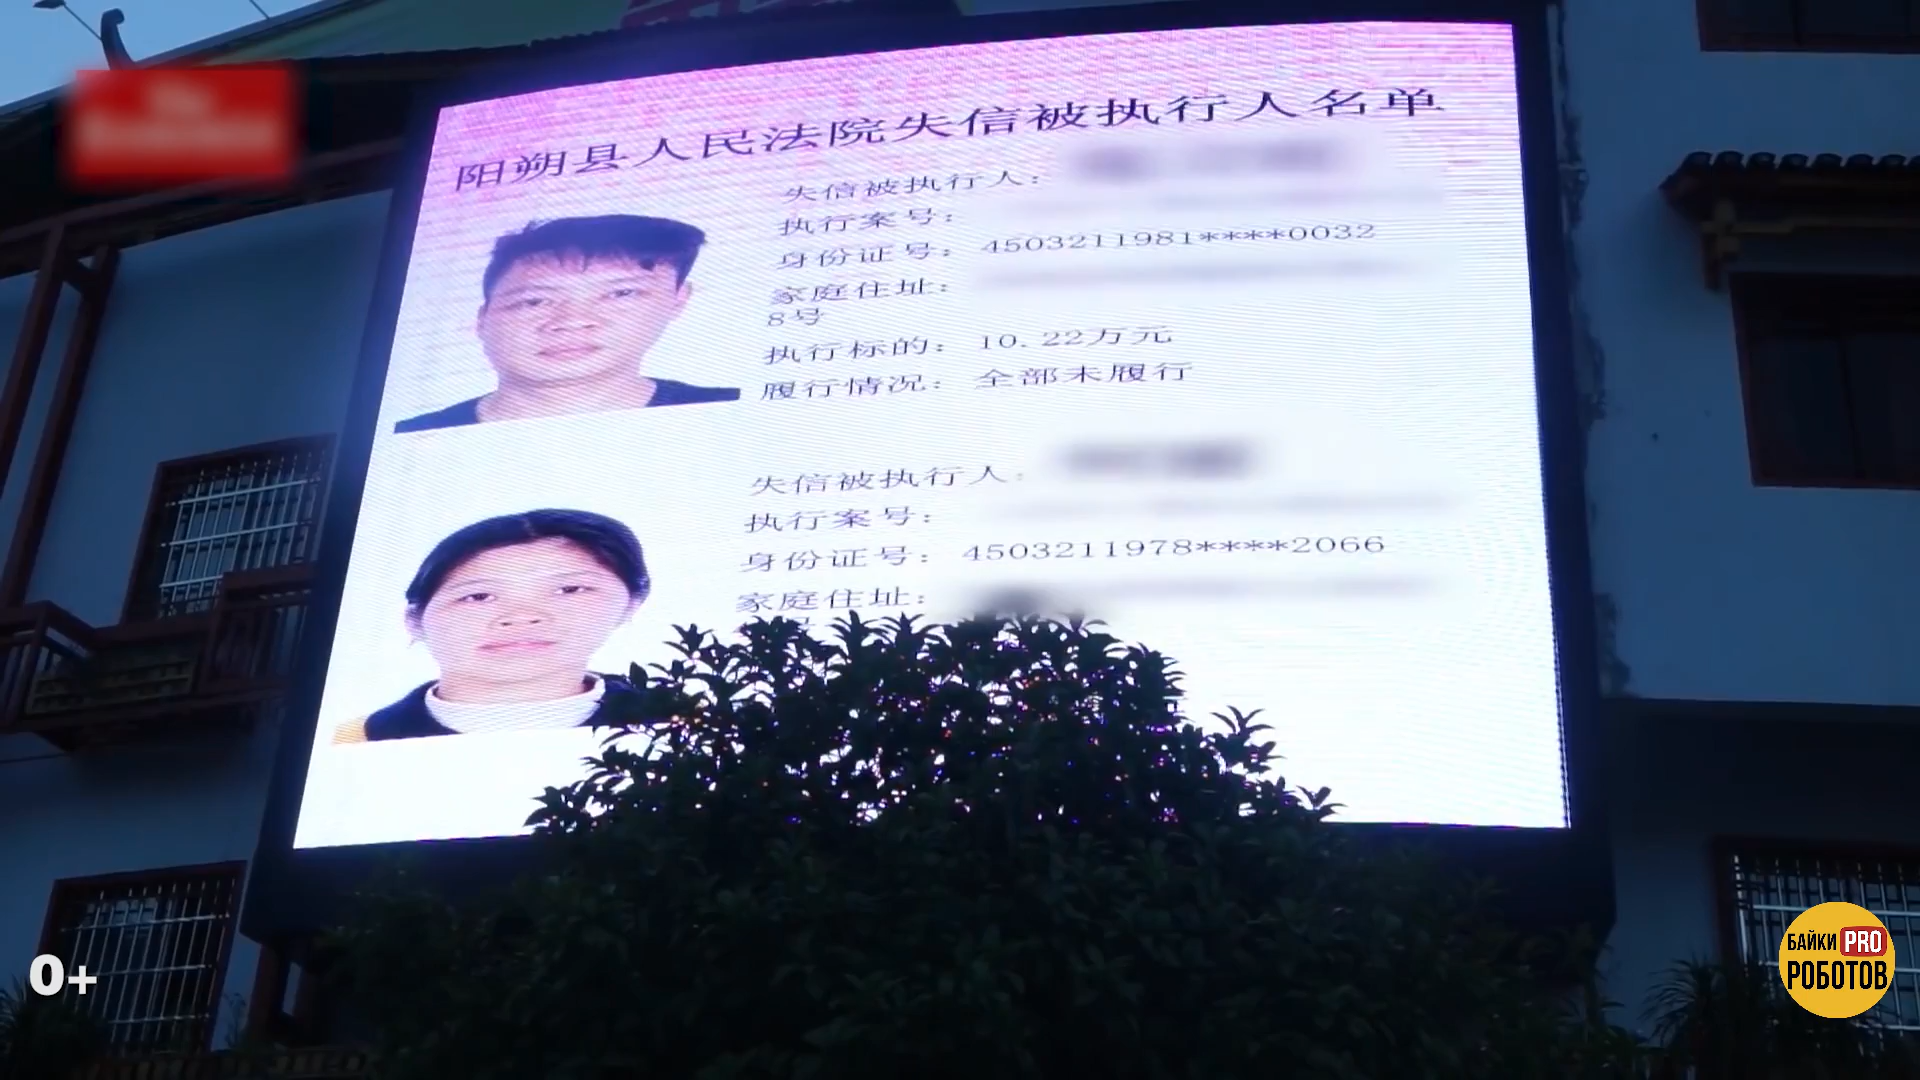 阳朔县人民法院失信被执行人名单
失信被执行人：
执行案号：
身份证号： 4503211981****0032
家庭住址：
8号
执行标的： 10.22万元
履行情况： 全部未履行
失信被执行人：
执行案号：
身份证号： 4503211978****2066
家庭住址：
0+
БАЙКИ PRO
РОБОТОВ